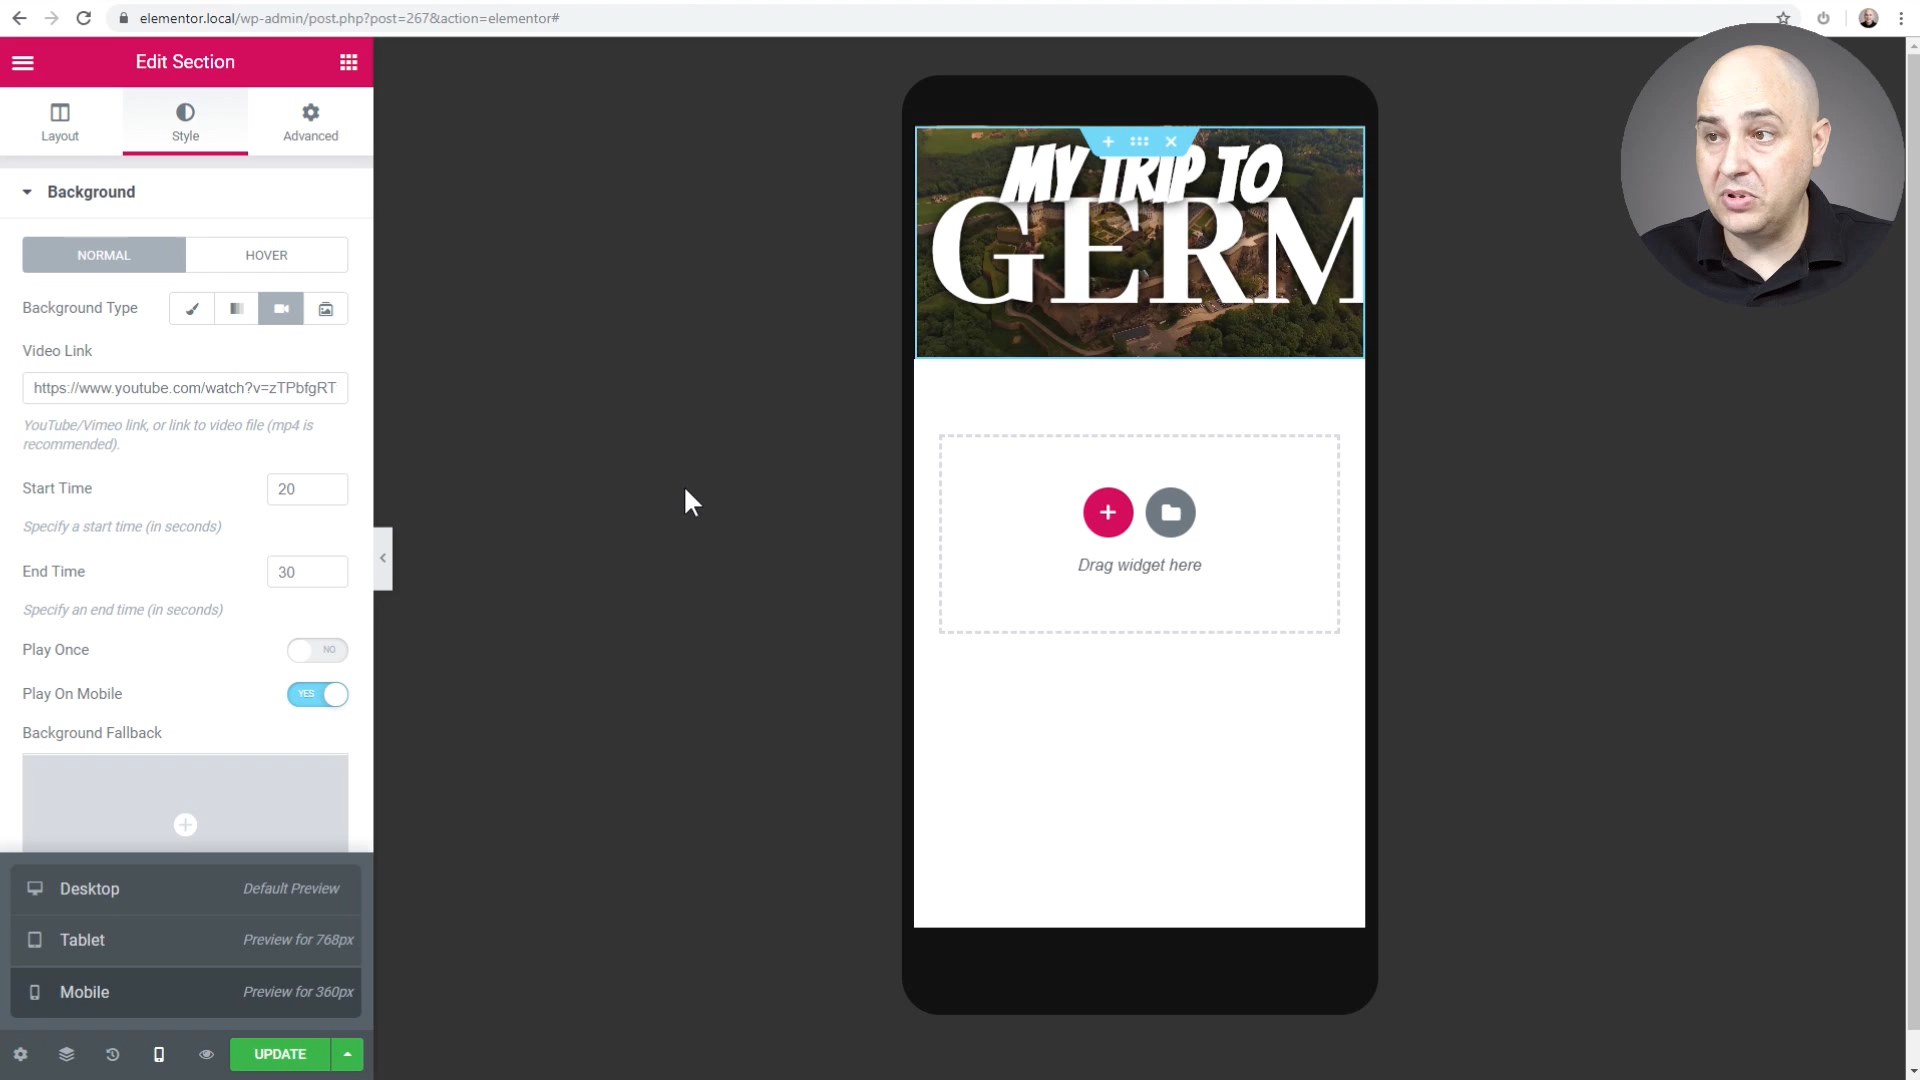 elementor.local/wp-admin/post.php?post=267&action=elementor#
Edit Section
Layout
Style
Advanced
Background
NORMAL
HOVER
Background Type
Video Link
https://www.youtube.com/watch?v=zTPbfgRT
YouTube/Vimeo link, or link to video file (mp4 is
recommended).
Start Time
20
Specify a start time (in seconds)
End Time
30
Specify an end time (in seconds)
Play Once
NO
Play On Mobile
YES
Background Fallback
Desktop
Default Preview
Tablet
Preview for 768px
Mobile
Preview for 360px
UPDATE
MY TRIP TO
GERM
Drag widget here